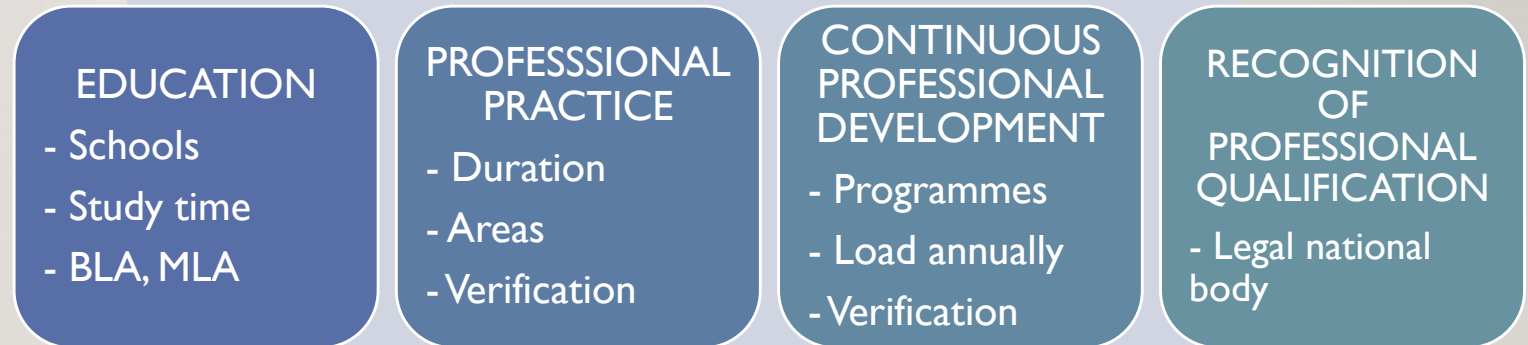 EDUCATION
- Schools
- Study time
- BLA, MLA
PROFESSSIONAL
PRACTICE
- Duration
- Areas
- Verification
CONTINUOUS
PROFESSIONAL
DEVELOPMENT
- Programmes
- Load annually
- Verification
RECOGNITION
OF
PROFESSIONAL
QUALIFICATION
- Legal national
body